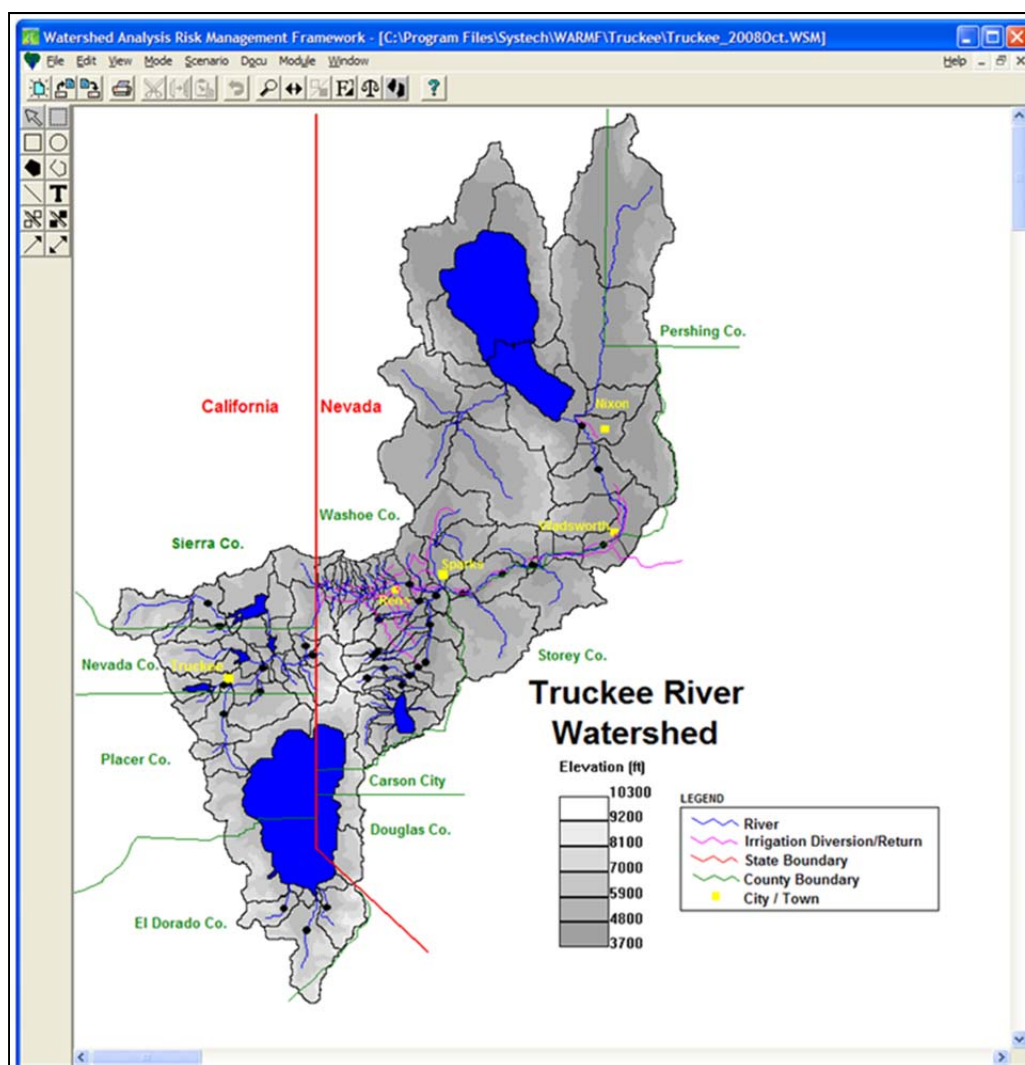 Watershed Analysis Risk Management Framework - [C:\Program Files\Systech\WARMF\Truckee\Truckee_2008Oct.WSM]
File Edit View Mode Scenario Docu Module Window Help
California
Nevada
Pershing Co.
Nixon
Washoe Co.
Sierra Co.
Wadsworth
Sparks
Reno
Nevada Co.
Truckee
Storey Co.
Truckee River
Watershed
Placer Co.
Carson City
Douglas Co.
El Dorado Co.
Elevation (ft)
10300
9200
8100
7000
5900
4800
3700
LEGEND
River
Irrigation Diversion/Return
State Boundary
County Boundary
City / Town